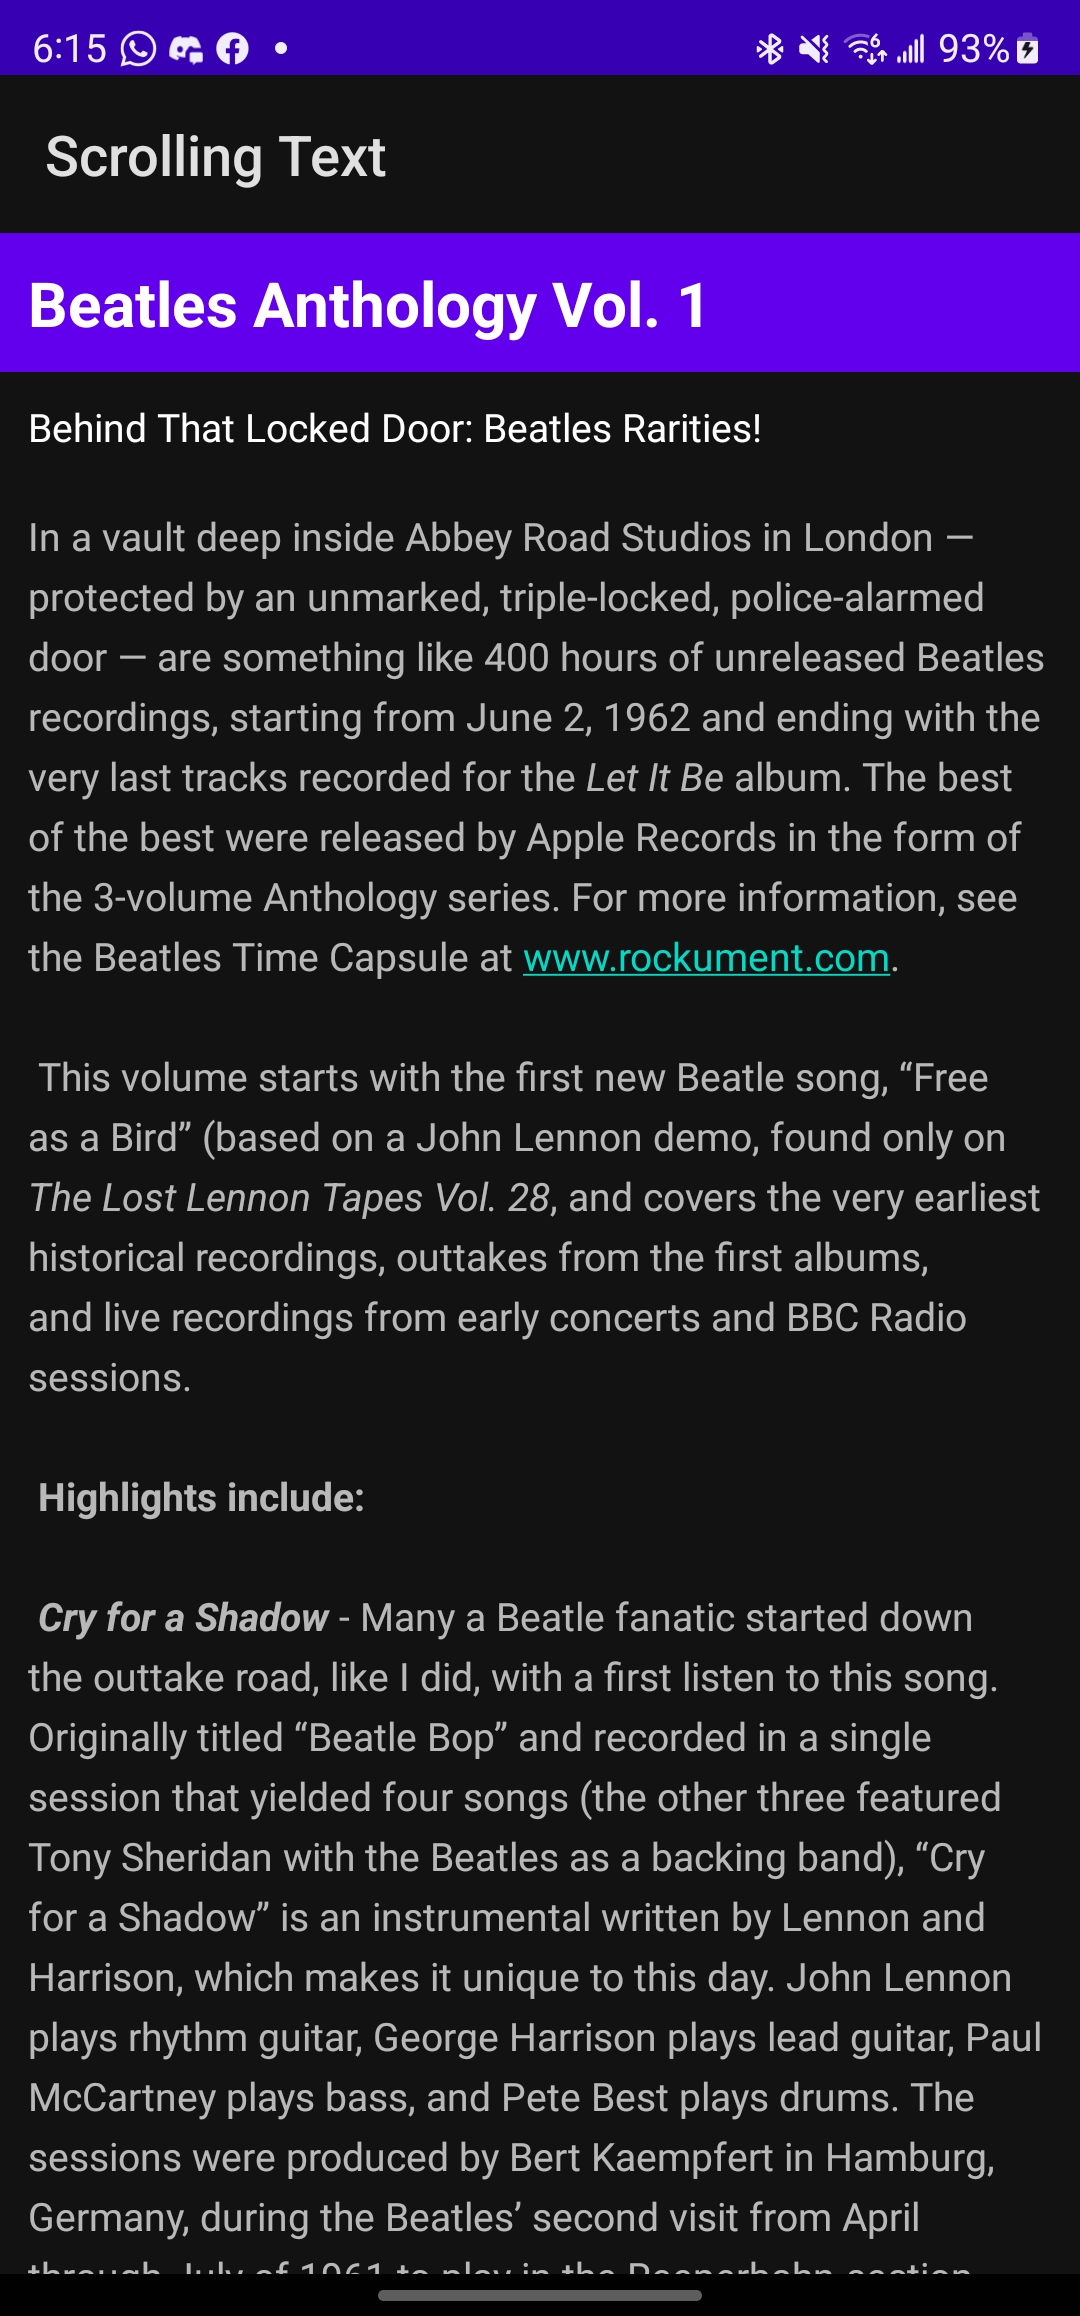 6:15 93%
Scrolling Text
Beatles Anthology Vol. 1
Behind That Locked Door: Beatles Rarities!
In a vault deep inside Abbey Road Studios in London —
protected by an unmarked, triple-locked, police-alarmed
door — are something like 400 hours of unreleased Beatles
recordings, starting from June 2, 1962 and ending with the
very last tracks recorded for the Let It Be album. The best
of the best were released by Apple Records in the form of
the 3-volume Anthology series. For more information, see
the Beatles Time Capsule at www.rockument.com.
This volume starts with the first new Beatle song, “Free
as a Bird” (based on a John Lennon demo, found only on
The Lost Lennon Tapes Vol. 28, and covers the very earliest
historical recordings, outtakes from the first albums,
and live recordings from early concerts and BBC Radio
sessions.
Highlights include:
Cry for a Shadow - Many a Beatle fanatic started down
the outtake road, like I did, with a first listen to this song.
Originally titled “Beatle Bop” and recorded in a single
session that yielded four songs (the other three featured
Tony Sheridan with the Beatles as a backing band), “Cry
for a Shadow” is an instrumental written by Lennon and
Harrison, which makes it unique to this day. John Lennon
plays rhythm guitar, George Harrison plays lead guitar, Paul
McCartney plays bass, and Pete Best plays drums. The
sessions were produced by Bert Kaempfert in Hamburg,
Germany, during the Beatles’ second visit from April
through July of 1961 to play in the Reeperbahn section